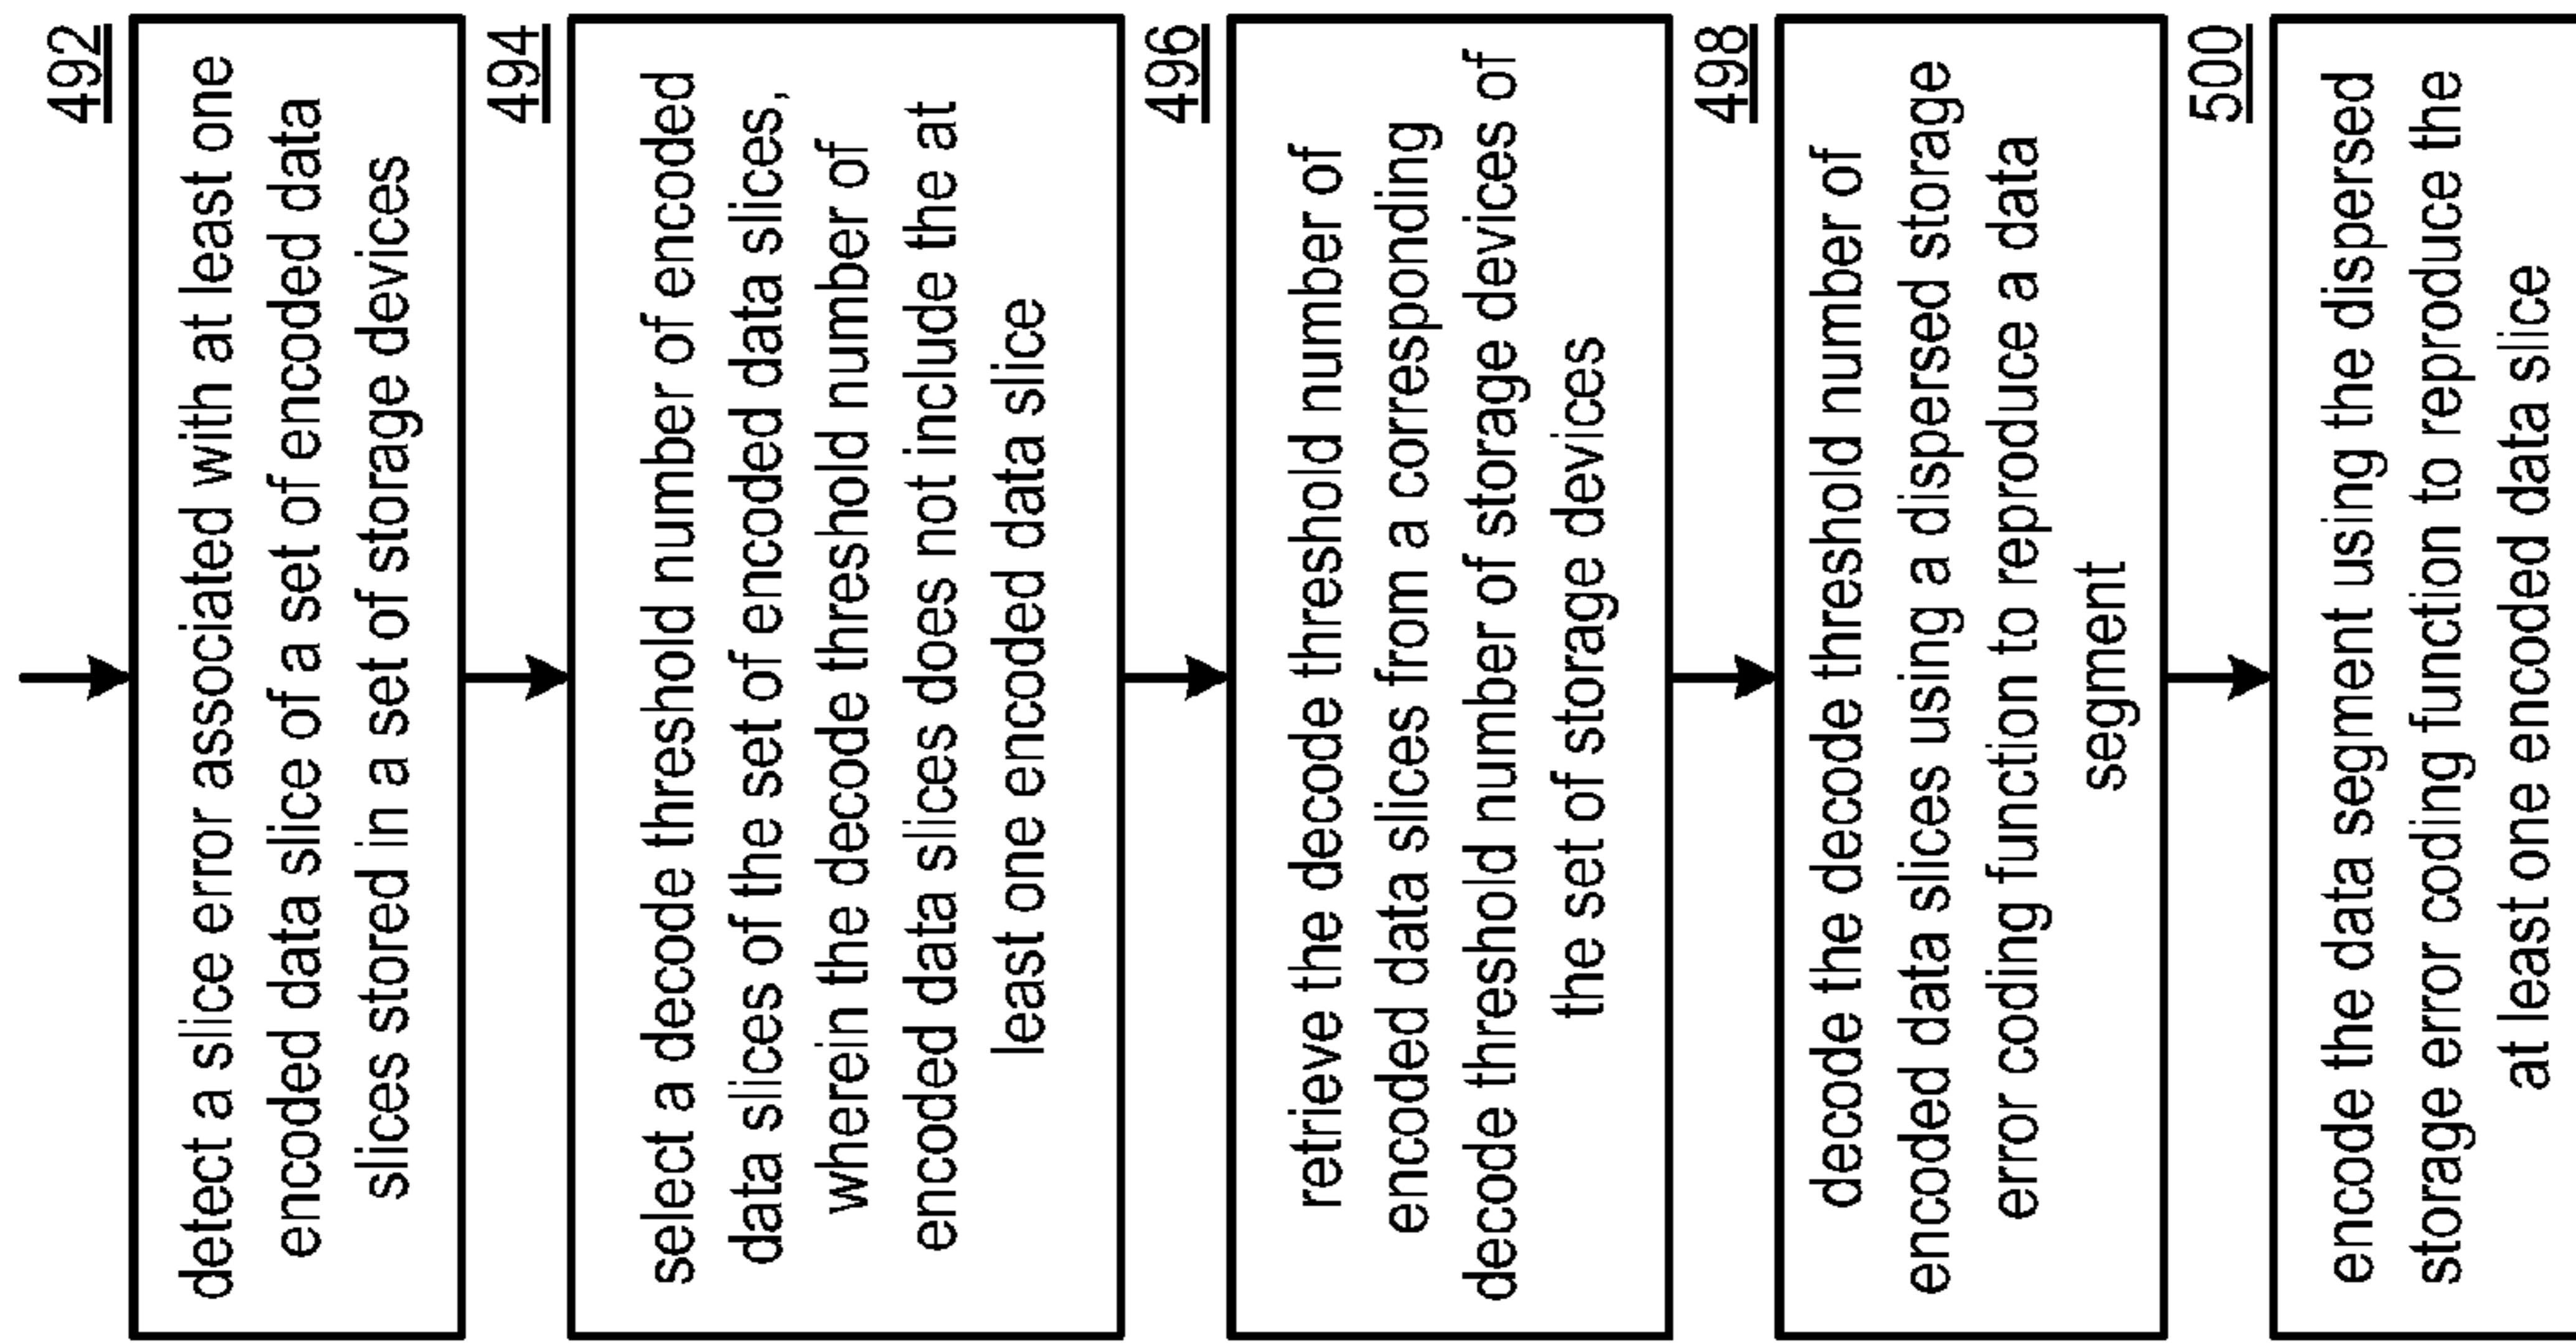 492
detect a slice error associated with at least one
encoded data slice of a set of encoded data
slices stored in a set of storage devices
494
select a decode threshold number of encoded
data slices of the set of encoded data slices,
wherein the decode threshold number of
encoded data slices does not include the at
least one encoded data slice
496
retrieve the decode threshold number of
encoded data slices from a corresponding
decode threshold number of storage devices of
the set of storage devices
498
decode the decode threshold number of
encoded data slices using a dispersed storage
error coding function to reproduce a data
segment
500
encode the data segment using the dispersed
storage error coding function to reproduce the
at least one encoded data slice